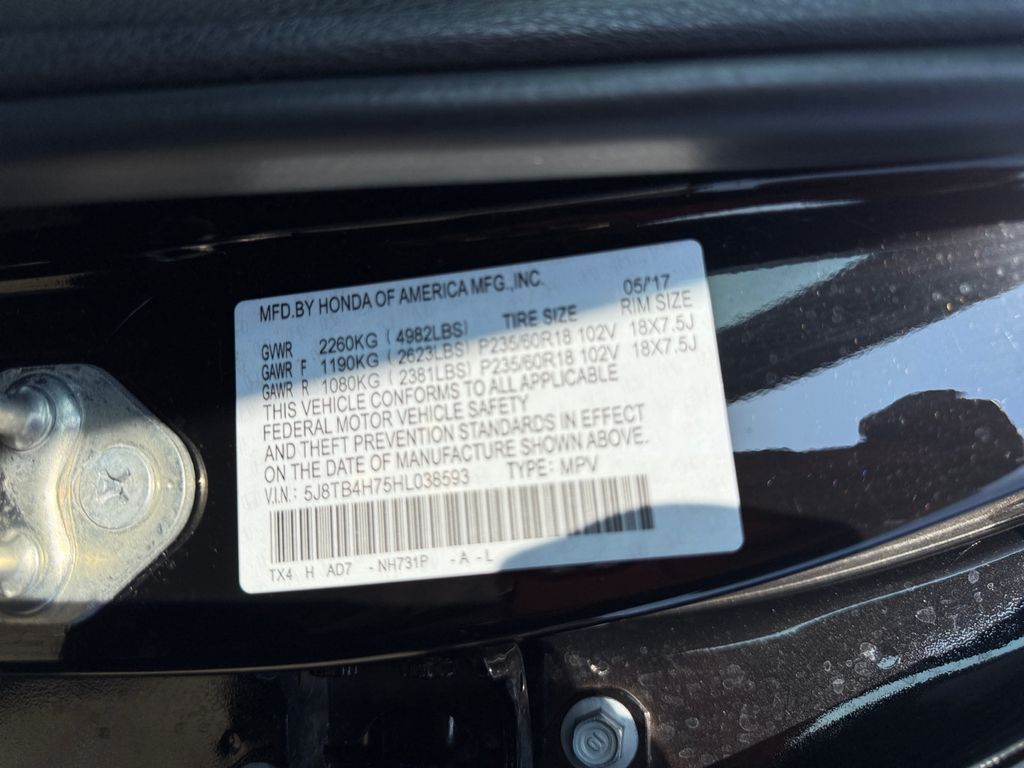 MFD.BY HONDA OF AMERICA MFG.,INC. 05/'17
GVWR 2260KG (4982LBS) TIRE SIZE RIM SIZE
GAWR F 1190KG (2623LBS) P235/60R18 102V 18X7.5J
GAWR R 1080KG (2381LBS) P235/60R18 102V 18X7.5J
THIS VEHICLE CONFORMS TO ALL APPLICABLE
FEDERAL MOTOR VEHICLE SAFETY
AND THEFT PREVENTION STANDARDS IN EFFECT
ON THE DATE OF MANUFACTURE SHOWN ABOVE.
V.I.N: 5J8TB4H75HL038593 TYPE: MPV
TX4 H AD7 -NH731P -A -L